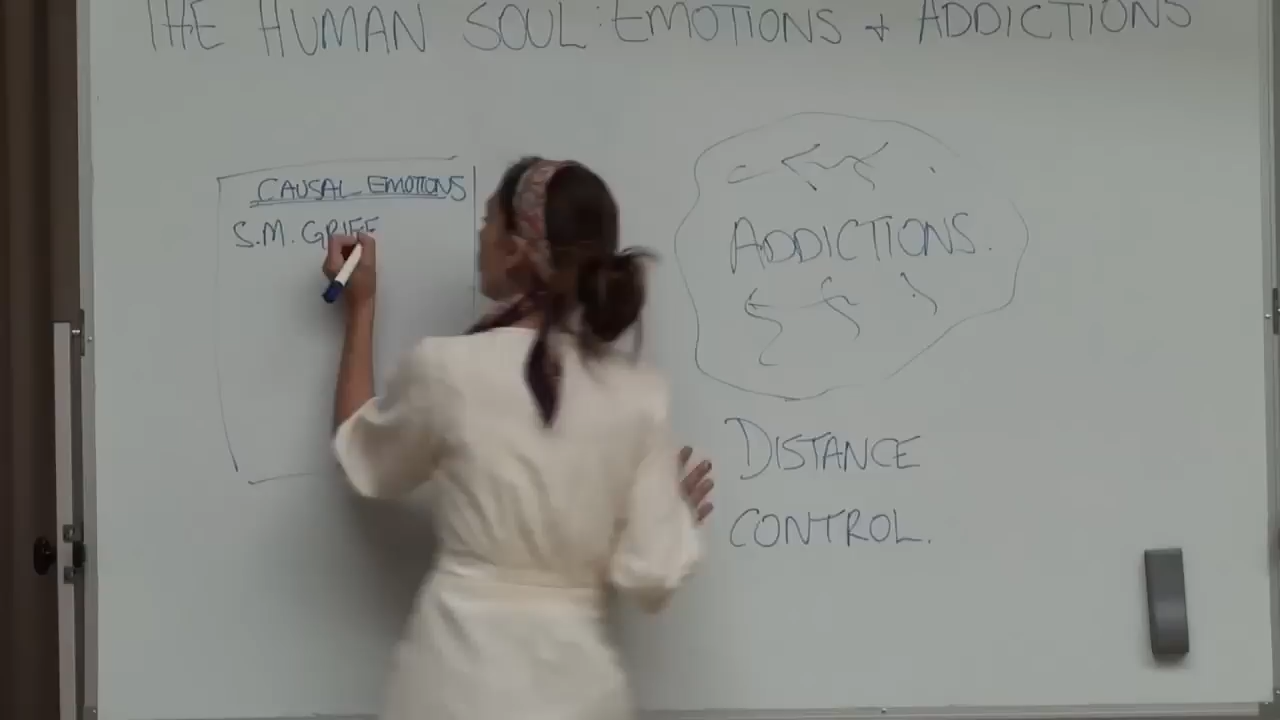 THE HUMAN SOUL: EMOTIONS + ADDICTIONS
CAUSAL EMOTIONS
S.M. GRIEF
ADDICTIONS.
DISTANCE
CONTROL.